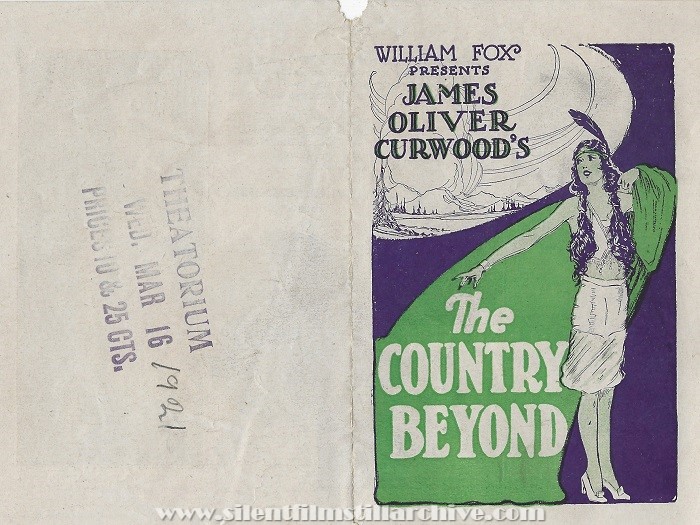 THEATORIUM
WED. MAR 16 1921
PRICES 10 & 25 CTS.
WILLIAM FOX
PRESENTS
JAMES
OLIVER
CURWOOD'S
The
COUNTRY
BEYOND
www.silentfilmstillarchive.com